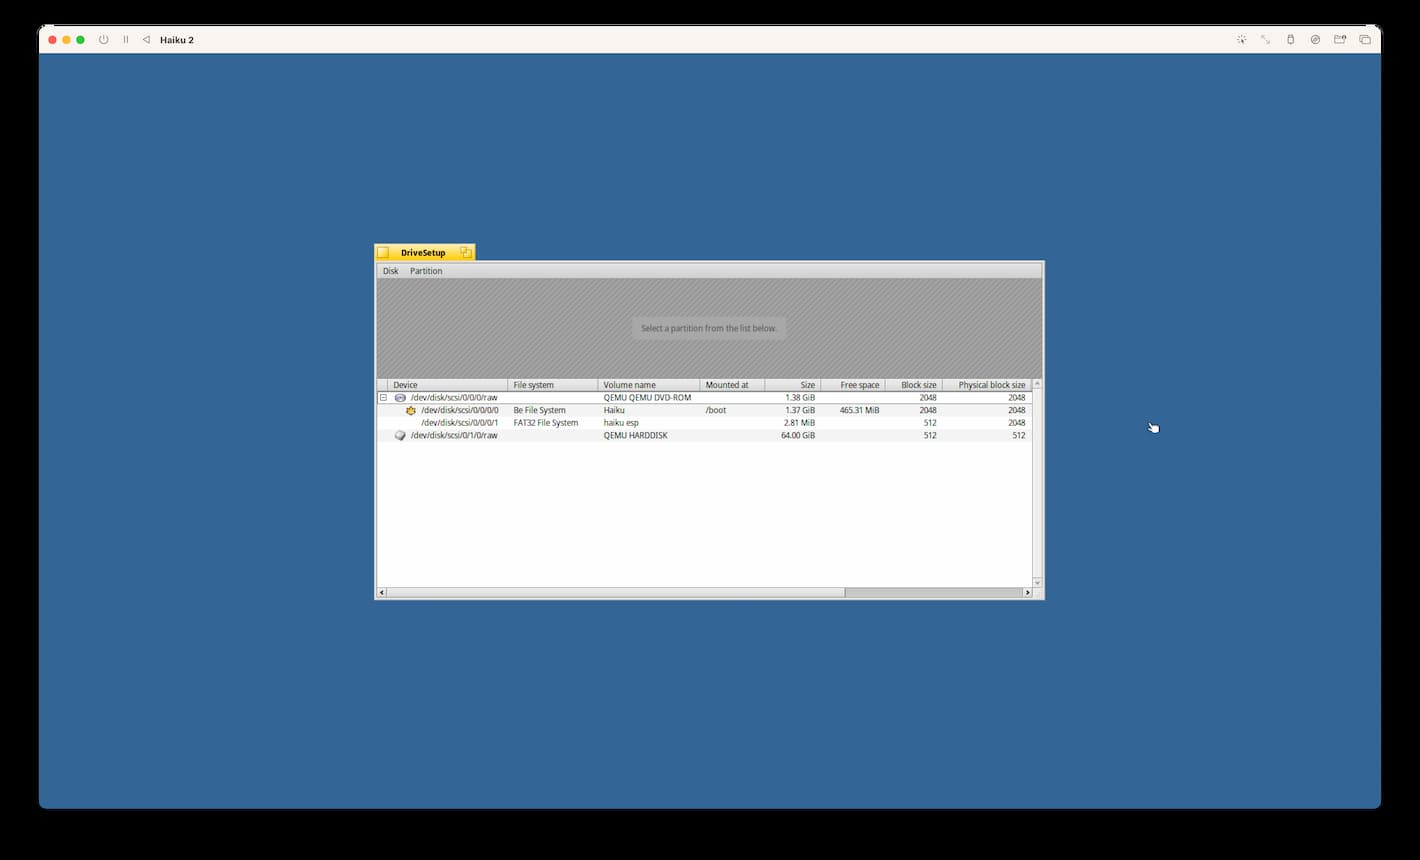 Haiku 2
DriveSetup
Disk Partition
Select a partition from the list below.
Device File system Volume name Mounted at Size Free space Block size Physical block size
/dev/disk/scsi/0/0/0/raw QEMU QEMU DVD-ROM 1.38 GiB 2048 2048
/dev/disk/scsi/0/0/0/0 Be File System Haiku /boot 1.37 GiB 465.31 MiB 2048 2048
/dev/disk/scsi/0/0/0/1 FAT32 File System haiku esp 2.81 MiB 512 2048
/dev/disk/scsi/0/1/0/raw QEMU HARDDISK 64.00 GiB 512 512